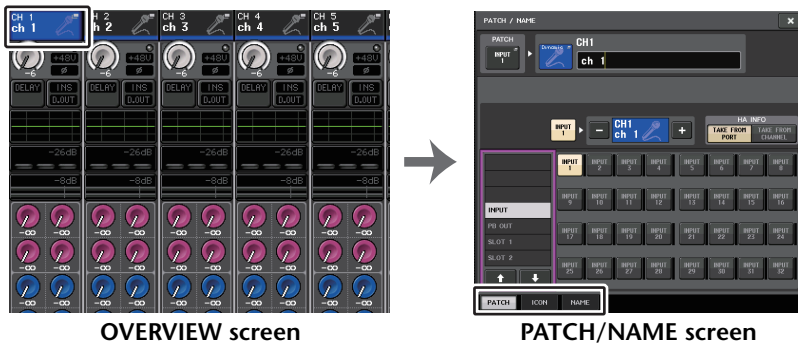 CH 1
ch 1
CH 2
ch 2
CH 3
ch 3
CH 4
ch 4
CH 5
ch 5
-6 +48V ø
-6 +48V ø
-6 +48V ø
-6 +48V ø
-6 +48V ø
DELAY INS D.OUT
DELAY INS D.OUT
DELAY INS D.OUT
DELAY INS D.OUT
DELAY INS D.OUT
-26dB -26dB -26dB -26dB -26dB
-8dB -8dB -8dB -8dB -8dB
-∞ -∞ -∞ -∞ -∞ -∞ -∞ -∞ -∞ -∞
-∞ -∞ -∞ -∞ -∞ -∞ -∞ -∞ -∞ -∞
-∞ -∞ -∞ -∞ -∞ -∞ -∞ -∞ -∞ -∞
OVERVIEW screen
PATCH / NAME
PATCH
INPUT 1
Dynamic
CH1
ch 1
INPUT 1
-
CH1
ch 1
+
HA INFO
TAKE FROM PORT
TAKE FROM CHANNEL
INPUT
PB OUT
SLOT 1
SLOT 2
INPUT 1 INPUT 2 INPUT 3 INPUT 4 INPUT 5 INPUT 6 INPUT 7 INPUT 8
INPUT 9 INPUT 10 INPUT 11 INPUT 12 INPUT 13 INPUT 14 INPUT 15 INPUT 16
INPUT 17 INPUT 18 INPUT 19 INPUT 20 INPUT 21 INPUT 22 INPUT 23 INPUT 24
INPUT 25 INPUT 26 INPUT 27 INPUT 28 INPUT 29 INPUT 30 INPUT 31 INPUT 32
PATCH ICON NAME
PATCH/NAME screen